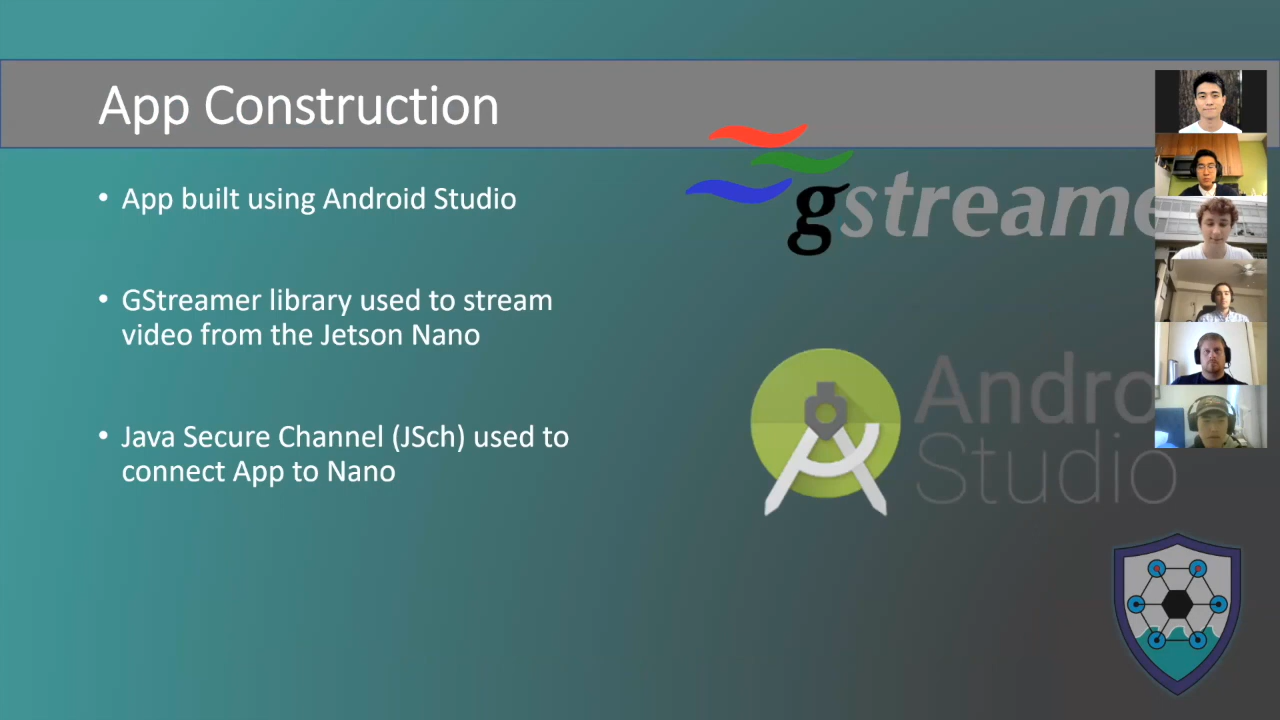 App Construction
• App built using Android Studio
• GStreamer library used to stream
video from the Jetson Nano
• Java Secure Channel (JSch) used to
connect App to Nano
gstreame
Andro
Studio